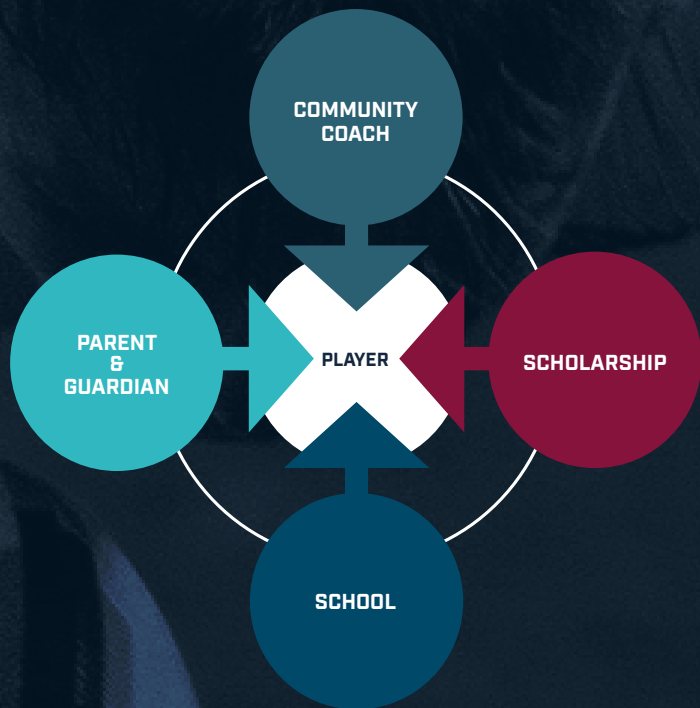 COMMUNITY
COACH
PARENT
&
GUARDIAN
PLAYER
SCHOLARSHIP
SCHOOL